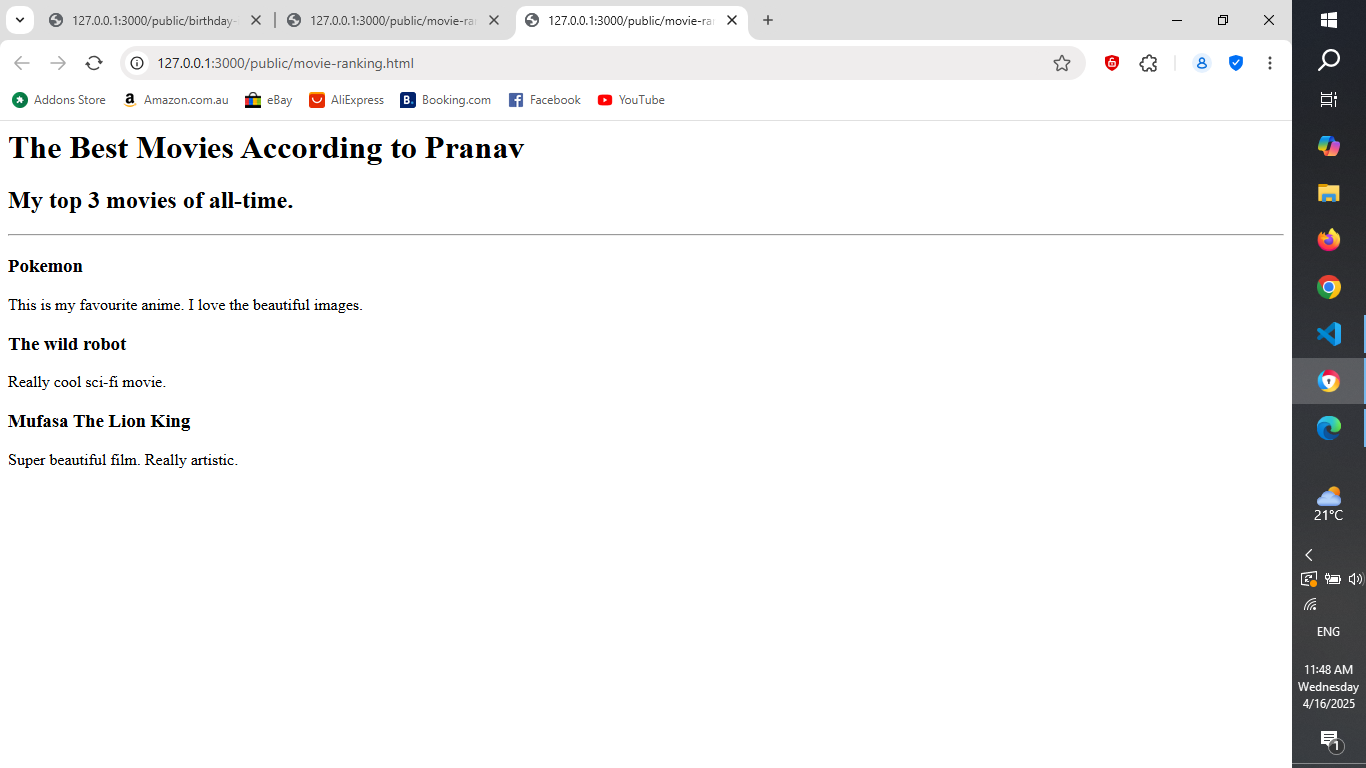 127.0.0.1:3000/public/birthday-
127.0.0.1:3000/public/movie-ra
127.0.0.1:3000/public/movie-ra
127.0.0.1:3000/public/movie-ranking.html
Addons Store
Amazon.com.au
eBay
AliExpress
Booking.com
Facebook
YouTube
The Best Movies According to Pranav
My top 3 movies of all-time.
Pokemon
This is my favourite anime. I love the beautiful images.
The wild robot
Really cool sci-fi movie.
Mufasa The Lion King
Super beautiful film. Really artistic.
21°C
ENG
11:48 AM
Wednesday
4/16/2025
1